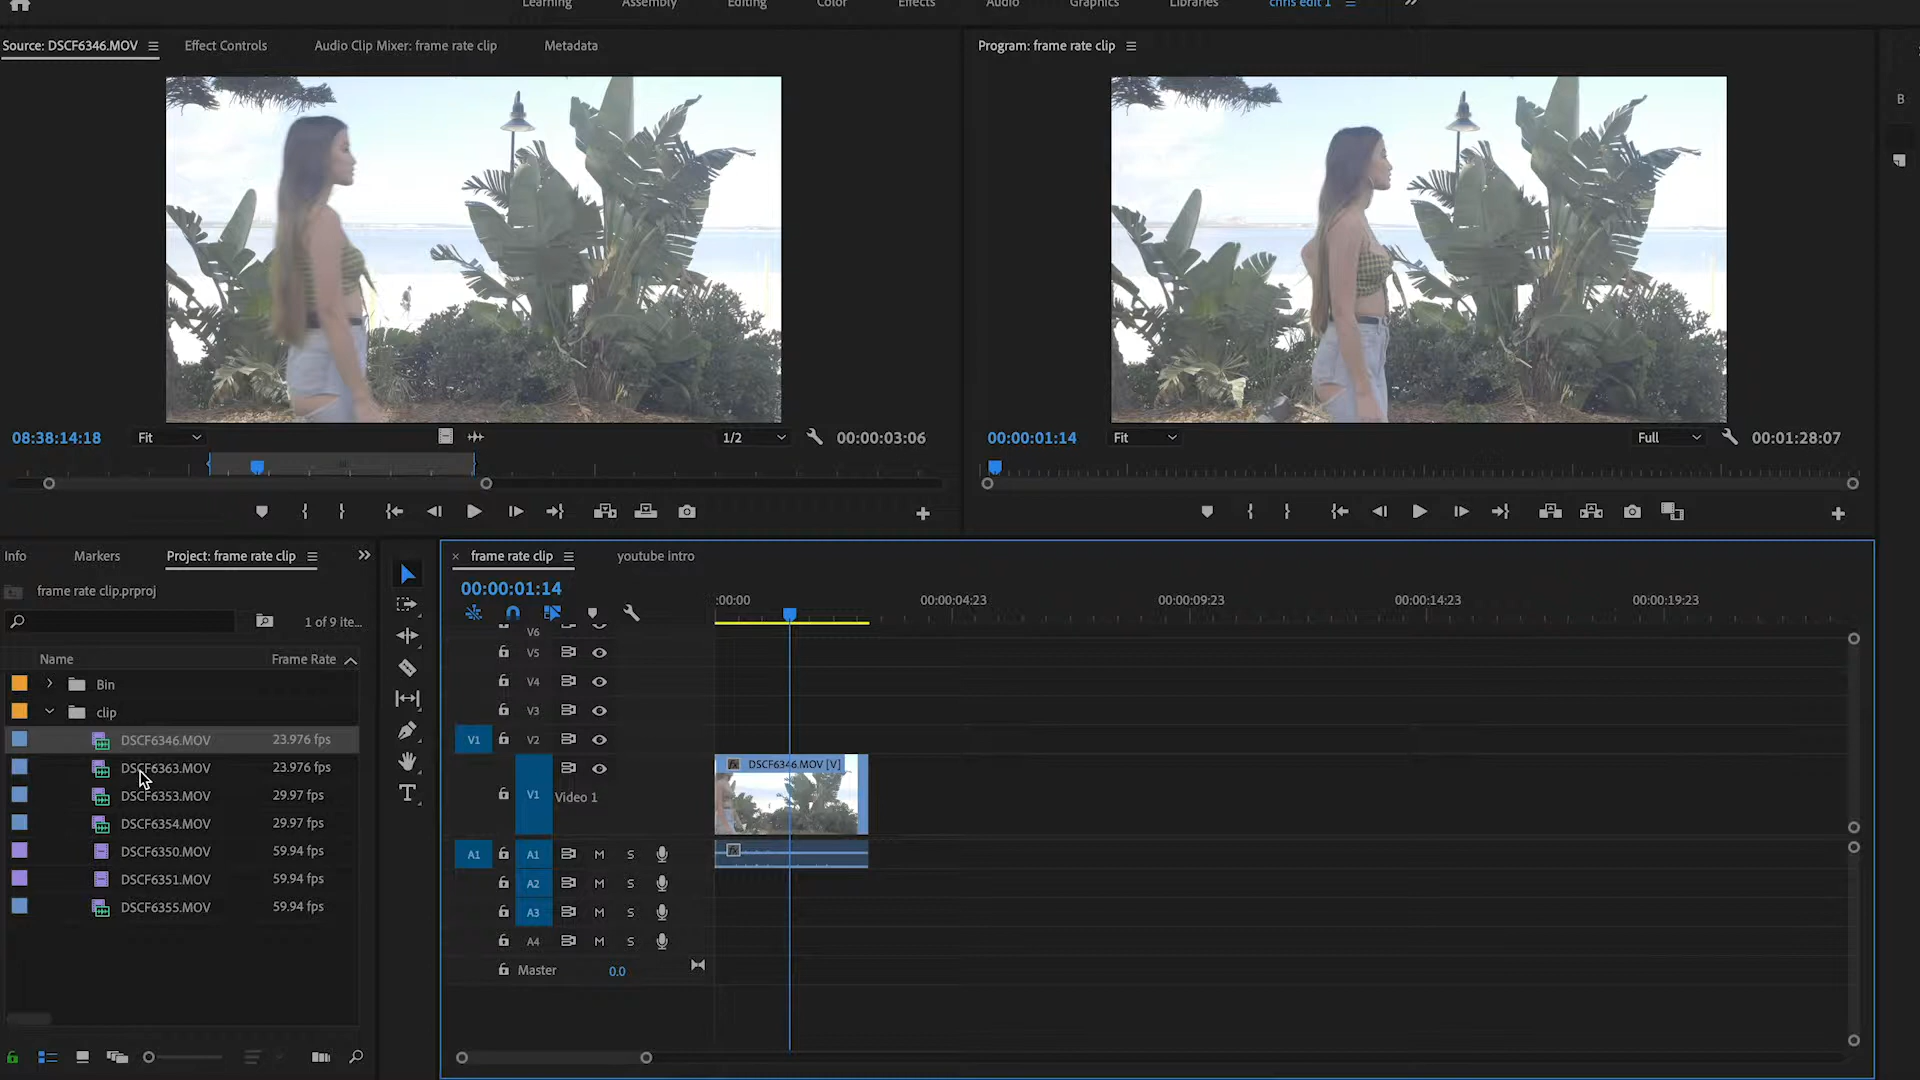 Learning Assembly Editing Color Effects Audio Graphics Libraries chris edit 1
Source: DSCF6346.MOV Effect Controls Audio Clip Mixer: frame rate clip Metadata
Program: frame rate clip
B
08:38:14:18 Fit 1/2 00:00:03:06
00:00:01:14 Fit Full 00:01:28:07
Info Markers Project: frame rate clip
frame rate clip.prproj
1 of 9 ite...
Name Frame Rate
Bin
clip
DSCF6346.MOV 23.976 fps
DSCF6363.MOV 23.976 fps
DSCF6353.MOV 29.97 fps
DSCF6354.MOV 29.97 fps
DSCF6350.MOV 59.94 fps
DSCF6351.MOV 59.94 fps
DSCF6355.MOV 59.94 fps
frame rate clip youtube intro
00:00:01:14
:00:00 00:00:04:23 00:00:09:23 00:00:14:23 00:00:19:23
V6
V5
V4
V3
V1 V2
V1 Video 1
fx DSCF6346.MOV [V]
A1 A1 M S fx
A2 M S
A3 M S
A4 M S
Master 0.0